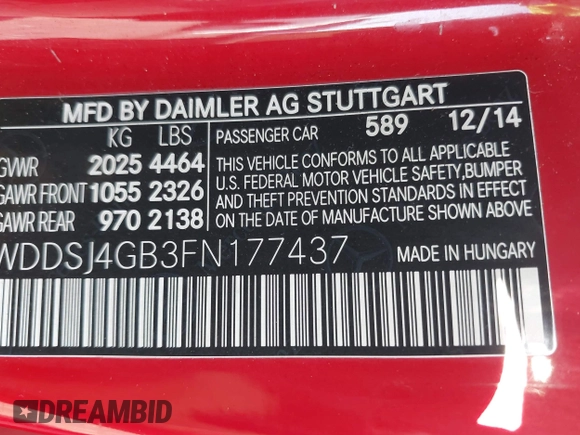 MFD BY DAIMLER AG STUTTGART
KG LBS
GVWR 2025 4464
GAWR FRONT 1055 2326
GAWR REAR 970 2138
PASSENGER CAR 589 12/14
THIS VEHICLE CONFORMS TO ALL APPLICABLE
U.S. FEDERAL MOTOR VEHICLE SAFETY,BUMPER
AND THEFT PREVENTION STANDARDS IN EFFECT
ON THE DATE OF MANUFACTURE SHOWN ABOVE.
WDDSJ4GB3FN177437
MADE IN HUNGARY
DREAMBID